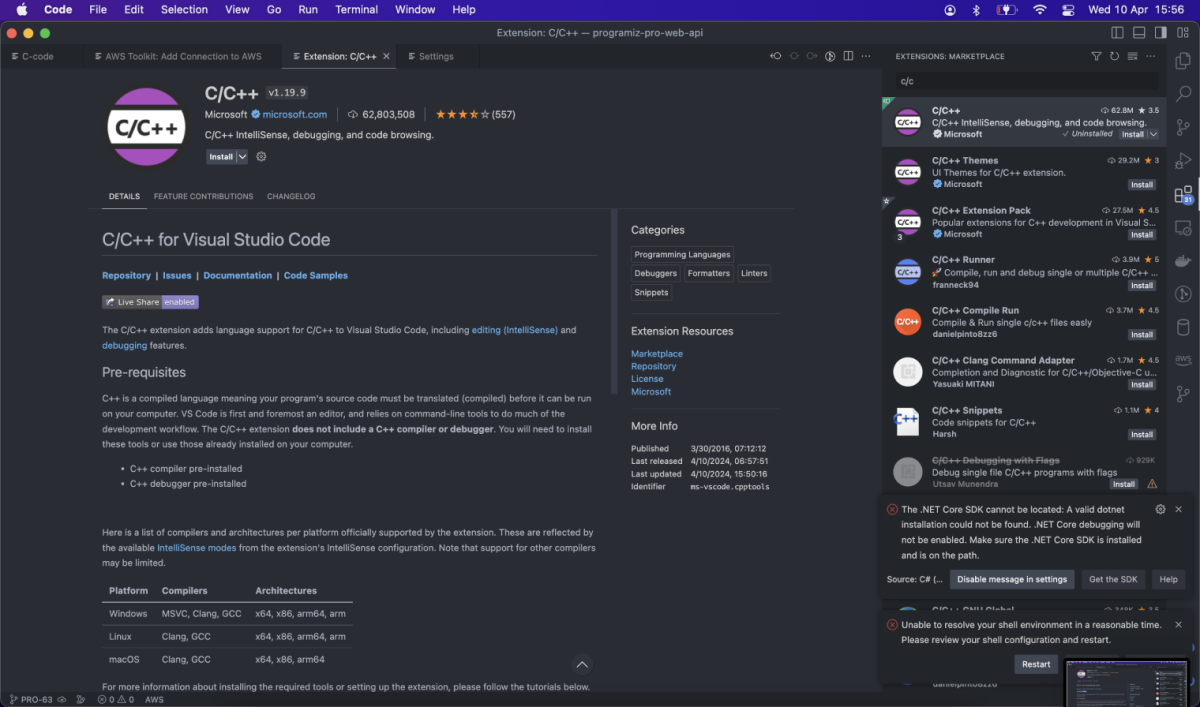 Code File Edit Selection View Go Run Terminal Window Help Wed 10 Apr 15:56
Extension: C/C++ — programiz-pro-web-api
C-code AWS Toolkit: Add Connection to AWS Extension: C/C++ Settings
C/C++ v1.19.9
Microsoft microsoft.com 62,803,508 (557)
C/C++ IntelliSense, debugging, and code browsing.
Install
DETAILS FEATURE CONTRIBUTIONS CHANGELOG
C/C++ for Visual Studio Code
Repository | Issues | Documentation | Code Samples
Live Share enabled
The C/C++ extension adds language support for C/C++ to Visual Studio Code, including editing (IntelliSense) and
debugging features.
Pre-requisites
C++ is a compiled language meaning your program's source code must be translated (compiled) before it can be run
on your computer. VS Code is first and foremost an editor, and relies on command-line tools to do much of the
development workflow. The C/C++ extension does not include a C++ compiler or debugger. You will need to install
these tools or use those already installed on your computer.
• C++ compiler pre-installed
• C++ debugger pre-installed
Here is a list of compilers and architectures per platform officially supported by the extension. These are reflected by
the available IntelliSense modes from the extension's IntelliSense configuration. Note that support for other compilers
may be limited.
Platform Compilers Architectures
Windows MSVC, Clang, GCC x64, x86, arm64, arm
Linux Clang, GCC x64, x86, arm64, arm
macOS Clang, GCC x64, x86, arm64
For more information about installing the required tools or setting up the extension, please follow the tutorials below.
Categories
Programming Languages
Debuggers Formatters Linters
Snippets
Extension Resources
Marketplace
Repository
License
Microsoft
More Info
Published 3/30/2016, 07:12:12
Last released 4/10/2024, 06:57:51
Last updated 4/10/2024, 15:50:16
Identifier ms-vscode.cpptools
EXTENSIONS: MARKETPLACE
c/c
C/C++ 62.8M 3.5
C/C++ IntelliSense, debugging, and code browsing.
Microsoft Uninstalled Install
C/C++ Themes 29.2M 3
UI Themes for C/C++ extension.
Microsoft Install
C/C++ Extension Pack 27.5M 4.5
Popular extensions for C++ development in Visual S...
3 Microsoft Install
C/C++ Runner 3.9M 5
🚀 Compile, run and debug single or multiple C/C++ ...
franneck94 Install
C/C++ Compile Run 3.7M 4.5
Compile & Run single c/c++ files easly
danielpinto8zz6 Install
C/C++ Clang Command Adapter 1.7M 4.5
Completion and Diagnostic for C/C++/Objective-C u...
Yasuaki MITANI Install
C/C++ Snippets 1.1M 4
Code snippets for C/C++
Harsh Install
C/C++ Debugging with Flags 929K
Debug single file C/C++ programs with flags
Utsav Munendra Install
31
aws
The .NET Core SDK cannot be located: A valid dotnet
installation could not be found. .NET Core debugging will
not be enabled. Make sure the .NET Core SDK is installed
and is on the path.
Source: C# (... Disable message in settings Get the SDK Help
Unable to resolve your shell environment in a reasonable time.
Please review your shell configuration and restart.
Restart
PRO-63 0 0 AWS